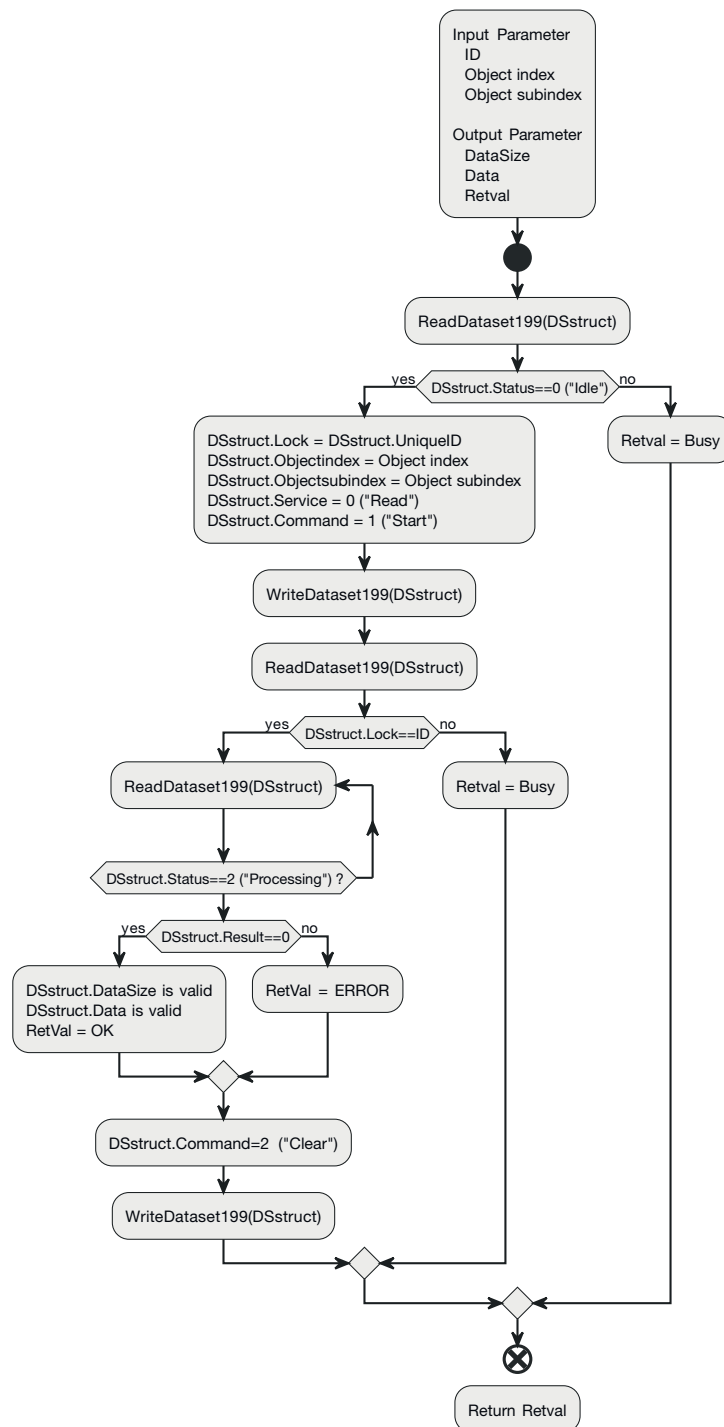 Input Parameter
ID
Object index
Object subindex
Output Parameter
DataSize
Data
Retval
ReadDataset199(DSstruct)
yes
DSstruct.Status==0 ("Idle")
no
DSstruct.Lock = DSstruct.UniqueID
DSstruct.Objectindex = Object index
DSstruct.Objectsubindex = Object subindex
DSstruct.Service = 0 ("Read")
DSstruct.Command = 1 ("Start")
Retval = Busy
WriteDataset199(DSstruct)
ReadDataset199(DSstruct)
yes
DSstruct.Lock==ID
no
ReadDataset199(DSstruct)
Retval = Busy
DSstruct.Status==2 ("Processing") ?
yes
DSstruct.Result==0
no
DSstruct.DataSize is valid
DSstruct.Data is valid
RetVal = OK
RetVal = ERROR
DSstruct.Command=2 ("Clear")
WriteDataset199(DSstruct)
Return Retval